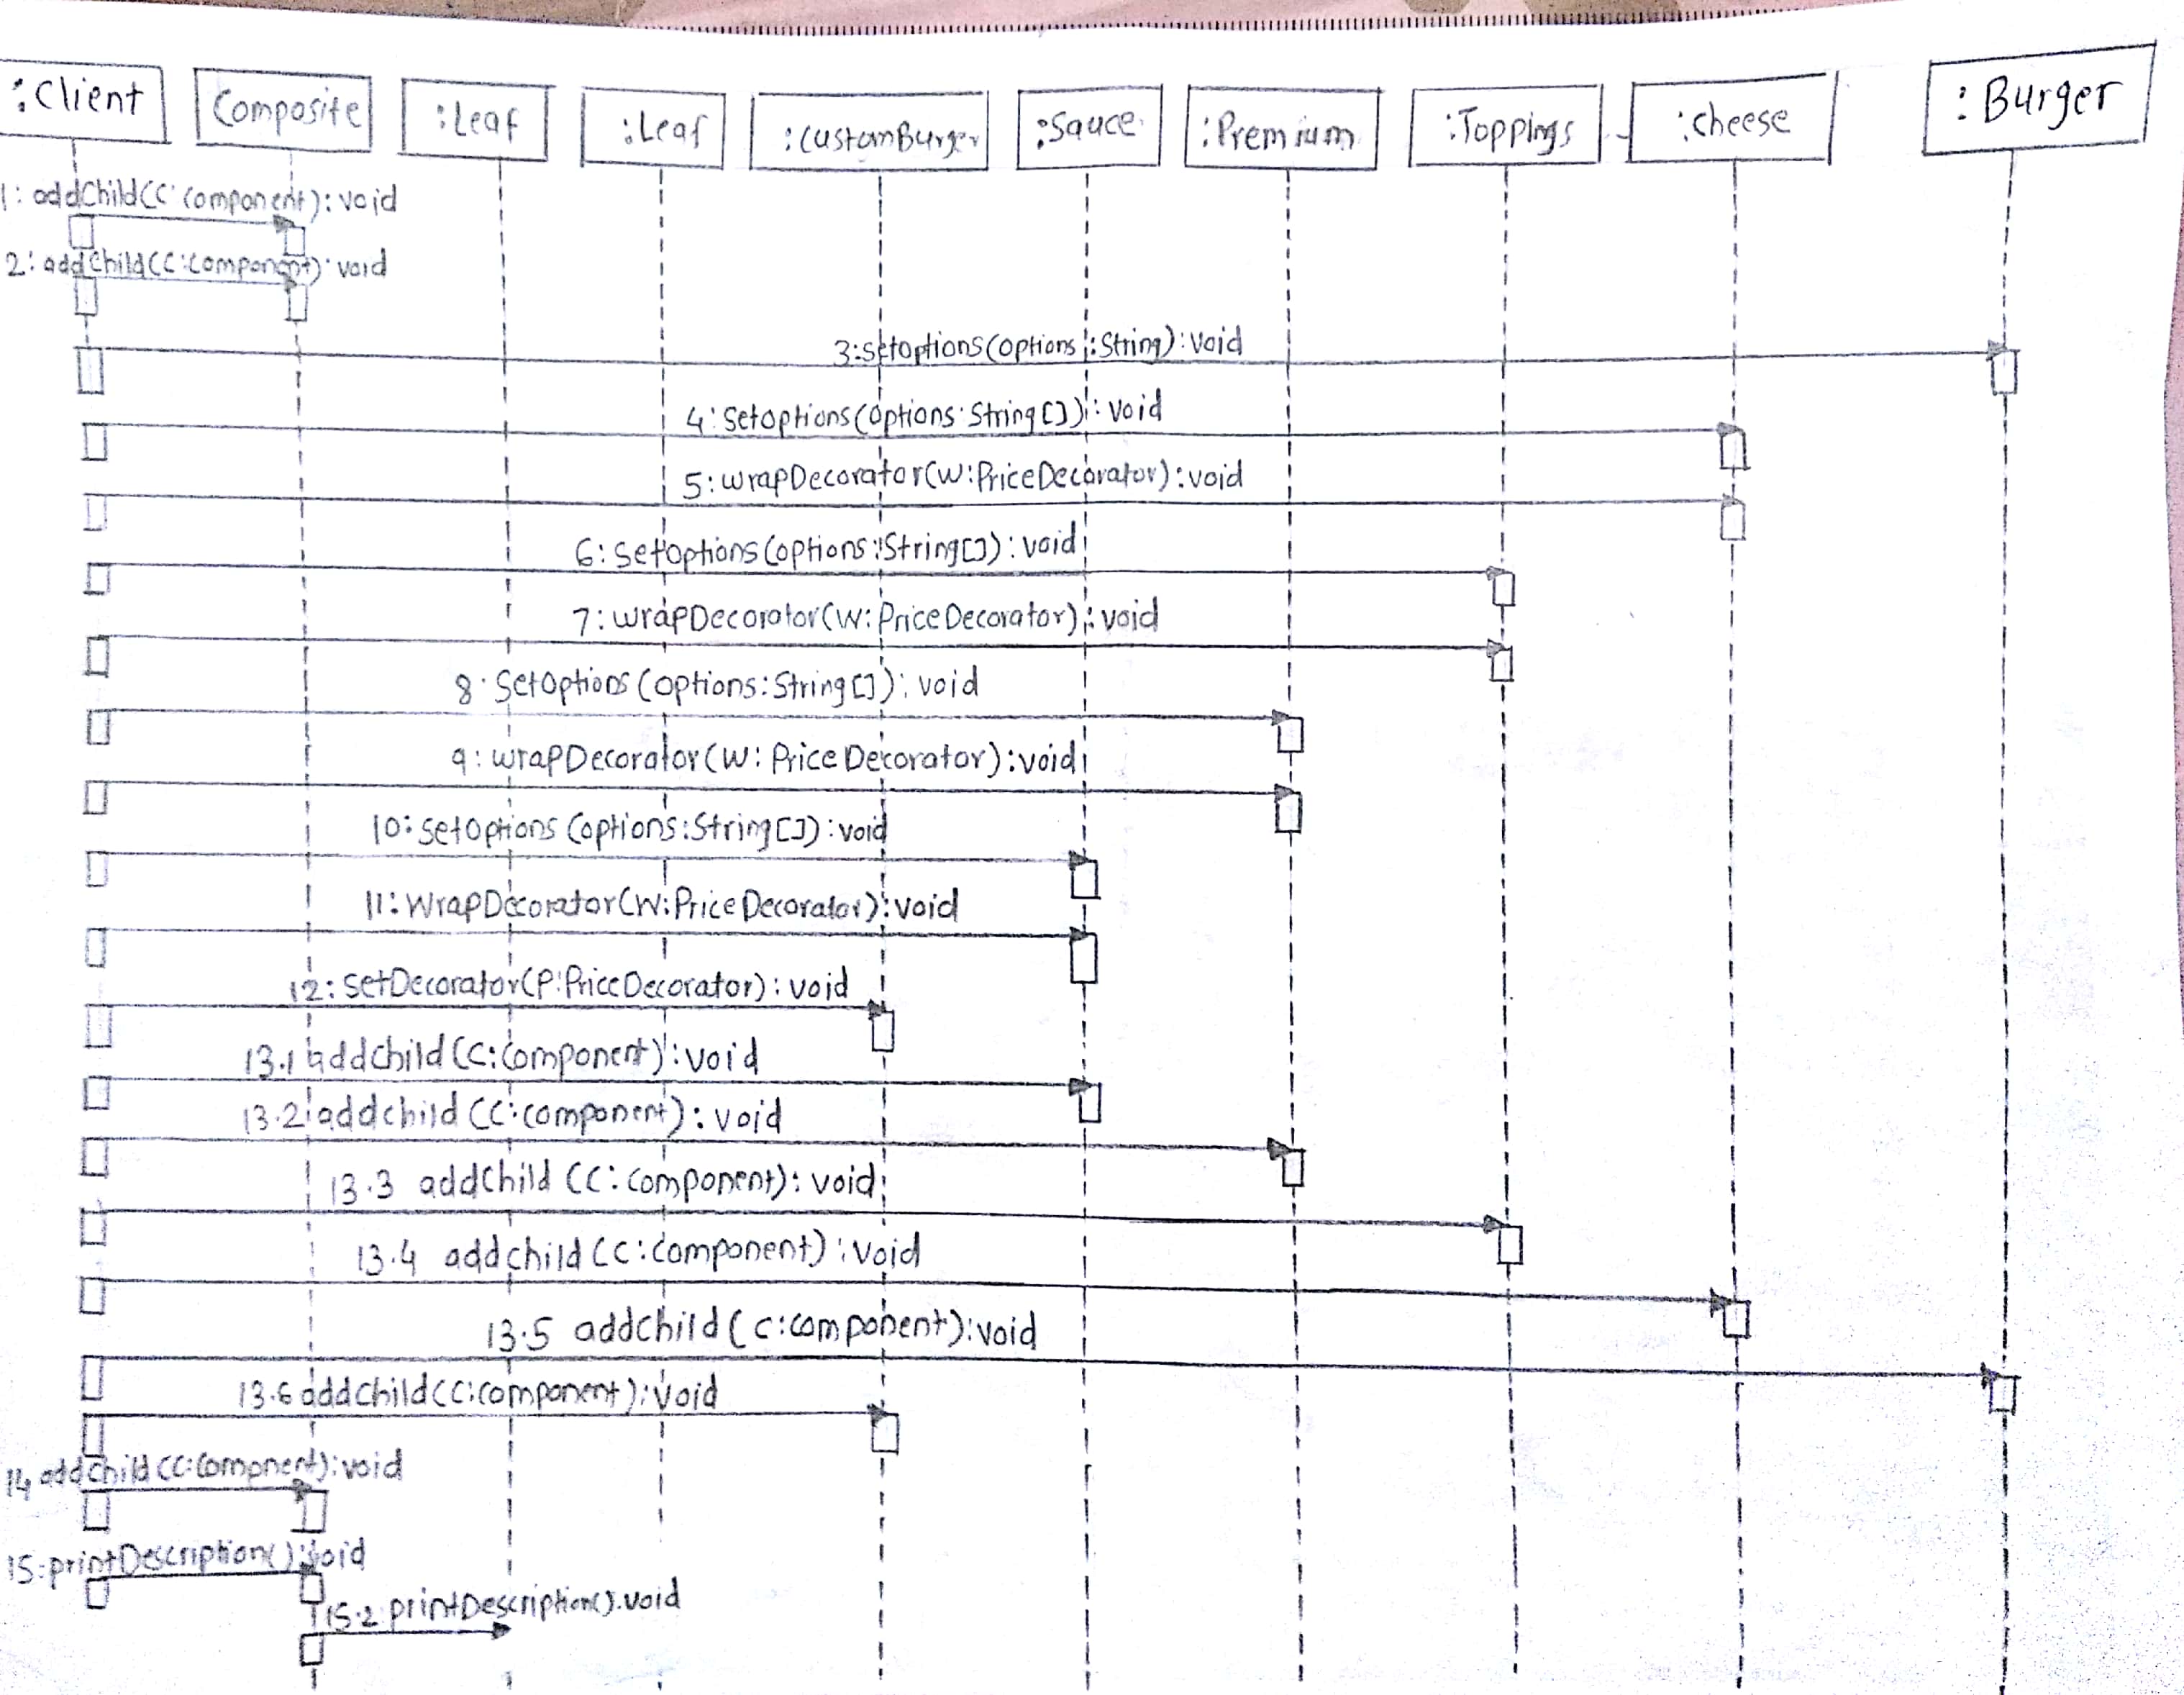 :Client
Composite
:Leaf
:Leaf
:CustomBurger
:Sauce
:Premium
:Toppings
:cheese
:Burger
1: addChild(C:Component):void
2: addChild(C:Component):void
3:setoptions(options:String):void
4:Setoptions(options:String[]):void
5:wrapDecorator(W:PriceDecorator):void
6:Setoptions(options:String[]):void
7:wrapDecorator(W:PriceDecorator):void
8:SetOptions(options:String[]):void
9:wrapDecorator(W:PriceDecorator):void
10:setoptions(options:String[]):void
11:WrapDecorator(W:PriceDecorator):void
12:SetDecorator(P:PriceDecorator):void
13.1 addchild(C:Component):void
13.2 addchild(C:component):void
13.3 addchild(C:Component):void
13.4 addchild(C:Component):void
13.5 addchild(C:component):void
13.6 addchild(C:component):void
14 addchild(C:Component):void
15:printDescription():void
15.2 printDescription().void